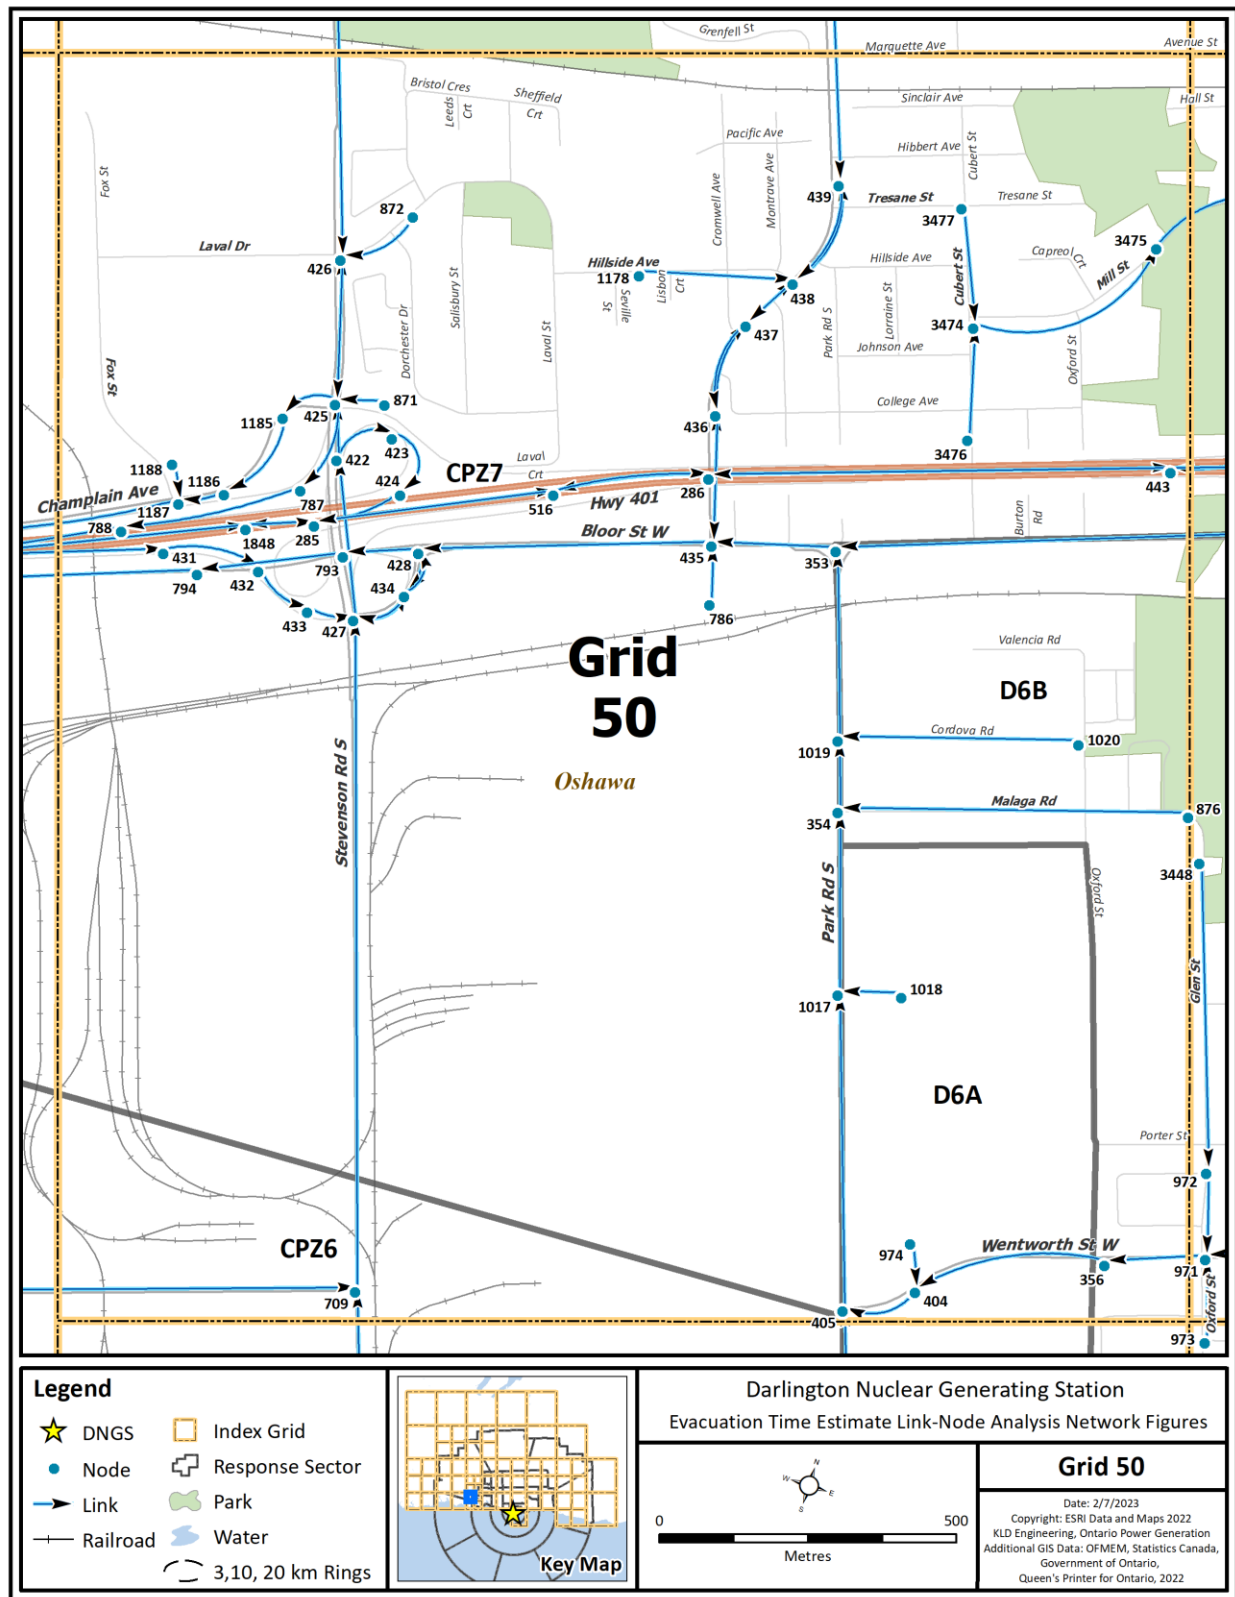 Grenfell St
Marquette Ave
Avenue St
Bristol Cres
Sheffield
Crt
Leeds
Crt
Sinclair Ave
Hall St
Pacific Ave
Hibbert Ave
Cubert St
Fox St
Cromwell Ave
Montrave Ave
439
Tresane St
Tresane St
872
3477
Laval Dr
426
Hillside Ave
1178
Seville
St
Lisbon
Crt
438
Hillside Ave
Cubert St
Capreol
Crt
Mill St
3475
Salisbury St
Dorchester Dr
Laval St
437
Park Rd S
Lorraine St
3474
Johnson Ave
Oxford St
Fox St
425
871
1185
College Ave
436
422
423
3476
1188
1186
424
CPZ7
Laval
Crt
Champlain Ave
1187
787
516
Hwy 401
286
443
788
1848
285
Bloor St W
Burton
Rd
431
793
428
435
353
794
432
434
433
427
786
Grid
50
Valencia Rd
D6B
Stevenson Rd S
Oshawa
1019
Cordova Rd
1020
354
Malaga Rd
876
3448
Park Rd S
Oxford St
Glen St
1017
1018
D6A
Porter St
972
CPZ6
974
Wentworth St W
356
971
709
404
405
Oxford St
973
Legend
DNGS
Node
Link
Railroad
Index Grid
Response Sector
Park
Water
3,10, 20 km Rings
Key Map
Darlington Nuclear Generating Station
Evacuation Time Estimate Link-Node Analysis Network Figures
N
W
E
S
0
500
Metres
Grid 50
Date: 2/7/2023
Copyright: ESRI Data and Maps 2022
KLD Engineering, Ontario Power Generation
Additional GIS Data: OFMEM, Statistics Canada,
Government of Ontario,
Queen's Printer for Ontario, 2022